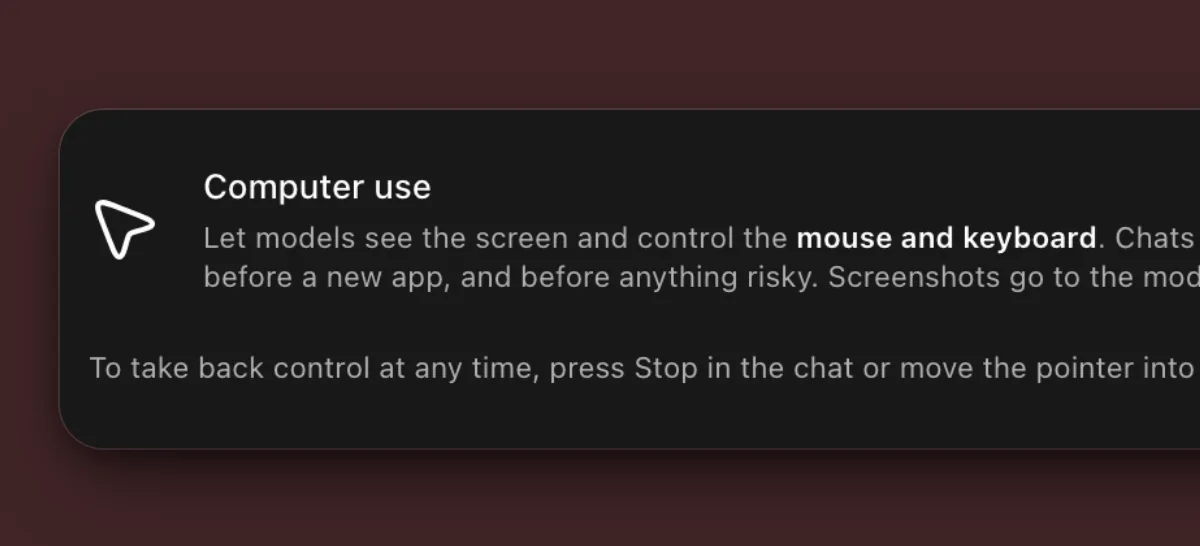 Computer use
Let models see the screen and control the mouse and keyboard. Chats
before a new app, and before anything risky. Screenshots go to the
To take back control at any time, press Stop in the chat or move the pointer into